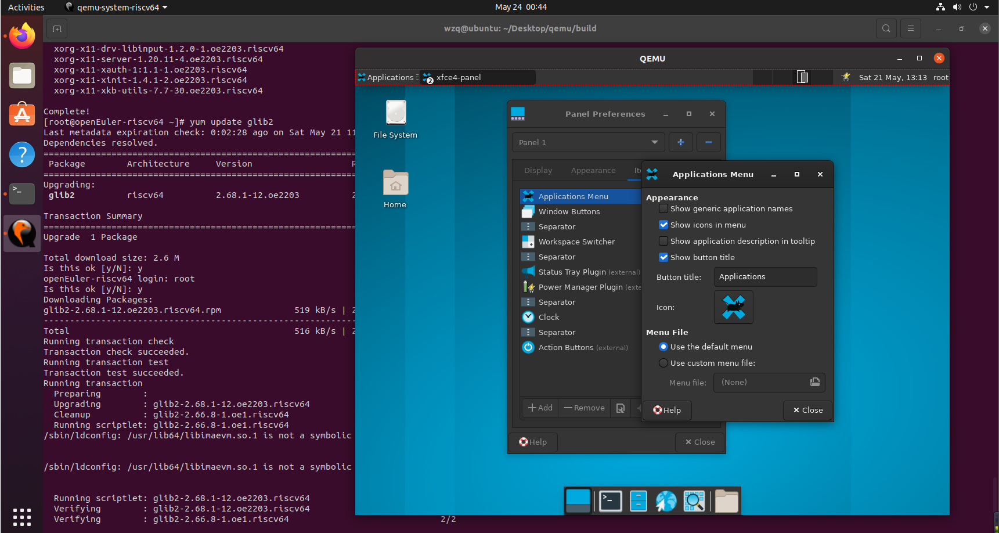 Activities
qemu-system-riscv64
May 24  00:44
wzq@ubuntu: ~/Desktop/qemu/build
xorg-x11-drv-libinput-1.2.0-1.oe2203.riscv64
xorg-x11-server-1.20.11-4.oe2203.riscv64
xorg-x11-xauth-1:1.1-1.oe2203.riscv64
xorg-x11-xinit-1.4.1-2.oe2203.riscv64
xorg-x11-xkb-utils-7.7-30.oe2203.riscv64
Complete!
[root@openEuler-riscv64 ~]# yum update glib2
Last metadata expiration check: 0:02:28 ago on Sat May 21 11
Dependencies resolved.
================================================================
Package Architecture Version R
================================================================
Upgrading:
glib2 riscv64 2.68.1-12.oe2203 2
Transaction Summary
================================================================
Upgrade  1 Package
Total download size: 2.6 M
Is this ok [y/N]: y
openEuler-riscv64 login: root
Is this ok [y/N]: y
Downloading Packages:
glib2-2.68.1-12.oe2203.riscv64.rpm 519 kB/s | 2
----------------------------------------------------------------
Total 516 kB/s | 2
Running transaction check
Transaction check succeeded.
Running transaction test
Transaction test succeeded.
Running transaction
Preparing :
Upgrading : glib2-2.68.1-12.oe2203.riscv64
Cleanup : glib2-2.66.8-1.oe1.riscv64
Running scriptlet: glib2-2.66.8-1.oe1.riscv64
/sbin/ldconfig: /usr/lib64/libimaevm.so.1 is not a symbolic
/sbin/ldconfig: /usr/lib64/libimaevm.so.1 is not a symbolic
Running scriptlet: glib2-2.68.1-12.oe2203.riscv64
Verifying : glib2-2.68.1-12.oe2203.riscv64
Verifying : glib2-2.66.8-1.oe1.riscv64 2/2
QEMU
Applications
2
xfce4-panel
Sat 21 May, 13:13
root
File System
Home
Panel Preferences
Panel 1
Display
Appearance
Ite
Applications Menu
Window Buttons
Separator
Workspace Switcher
Separator
Status Tray Plugin (external)
Power Manager Plugin (exte
Separator
Clock
Separator
Action Buttons (external)
Add
Remove
Help
Close
Applications Menu
Appearance
Show generic application names
Show icons in menu
Show application description in tooltip
Show button title
Button title: Applications
Icon:
Menu File
Use the default menu
Use custom menu file:
Menu file: (None)
Help
Close